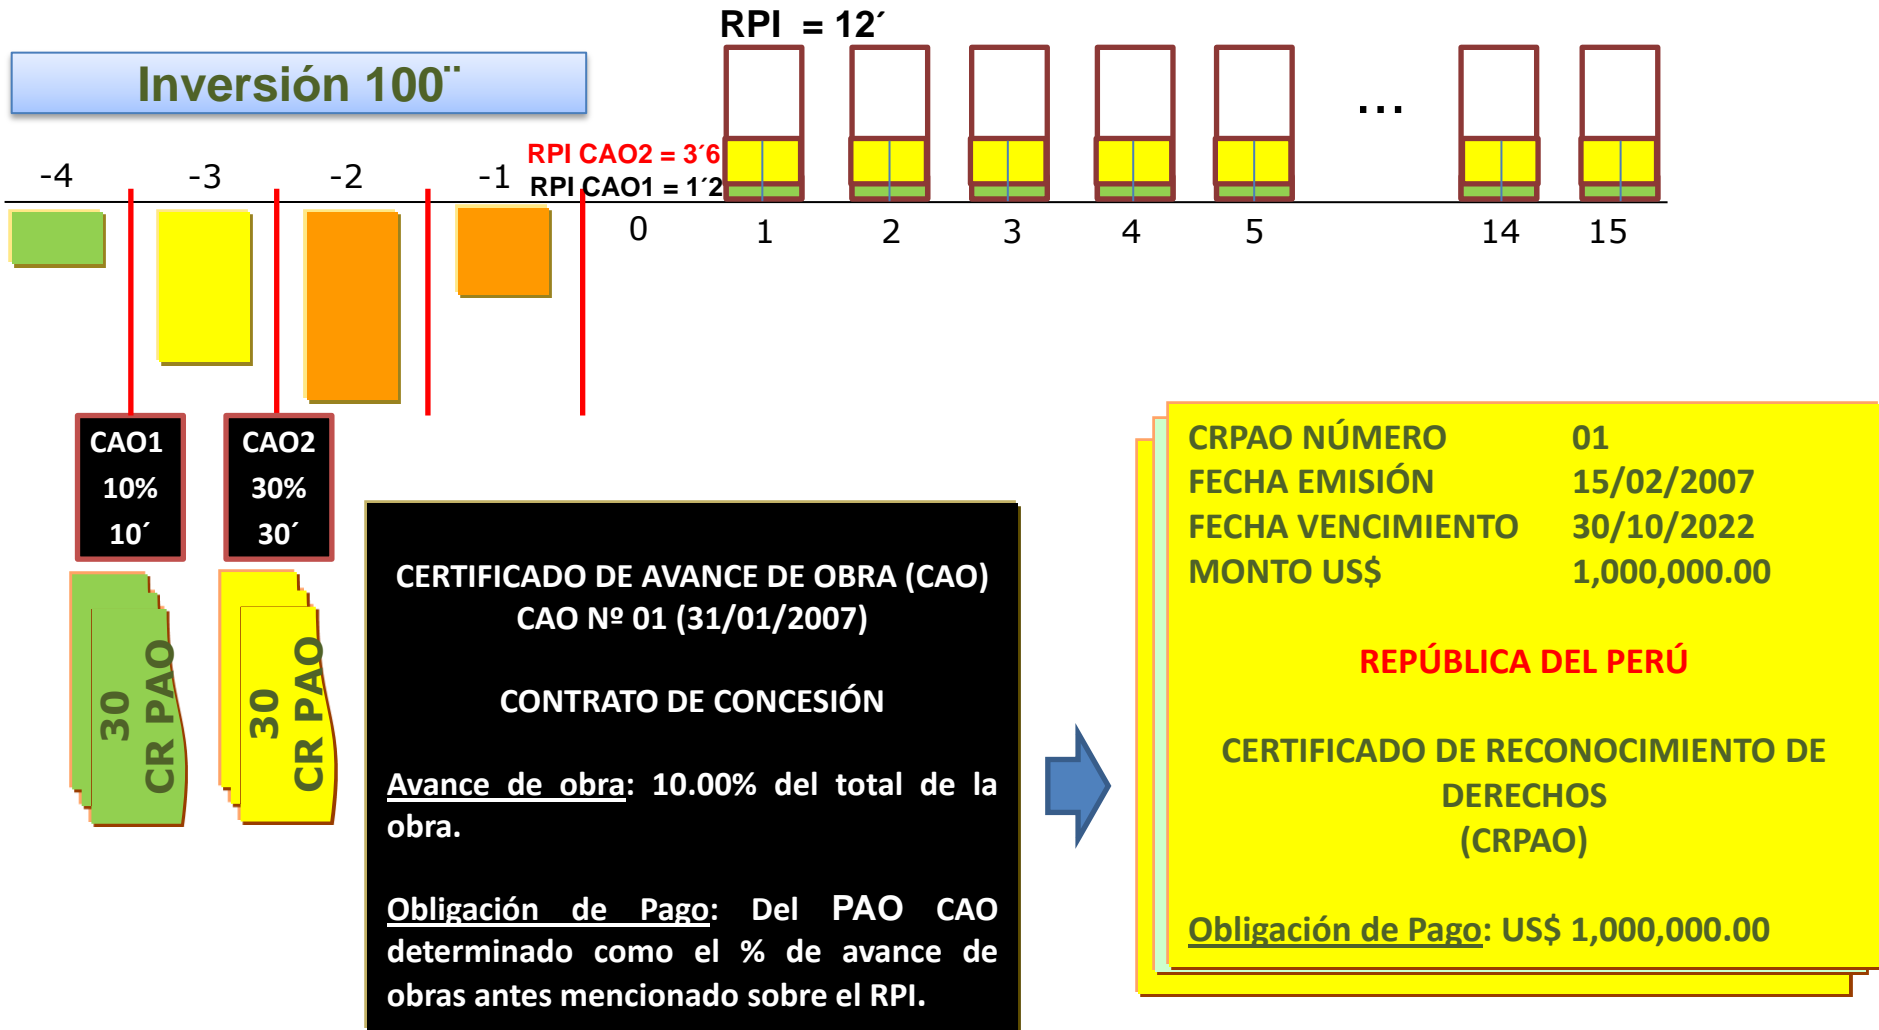 RPI = 12´
Inversión 100¨
...
RPI CAO2 = 3´6
RPI CAO1 = 1´2
-4 -3 -2 -1
0 1 2 3 4 5 14 15
CAO1
10%
10´
CAO2
30%
30´
30
CR PAO
30
CR PAO
CERTIFICADO DE AVANCE DE OBRA (CAO)
CAO Nº 01 (31/01/2007)
CONTRATO DE CONCESIÓN
Avance de obra: 10.00% del total de la
obra.
Obligación de Pago: Del PAO CAO
determinado como el % de avance de
obras antes mencionado sobre el RPI.
CRPAO NÚMERO 01
FECHA EMISIÓN 15/02/2007
FECHA VENCIMIENTO 30/10/2022
MONTO US$ 1,000,000.00
REPÚBLICA DEL PERÚ
CERTIFICADO DE RECONOCIMIENTO DE
DERECHOS
(CRPAO)
Obligación de Pago: US$ 1,000,000.00